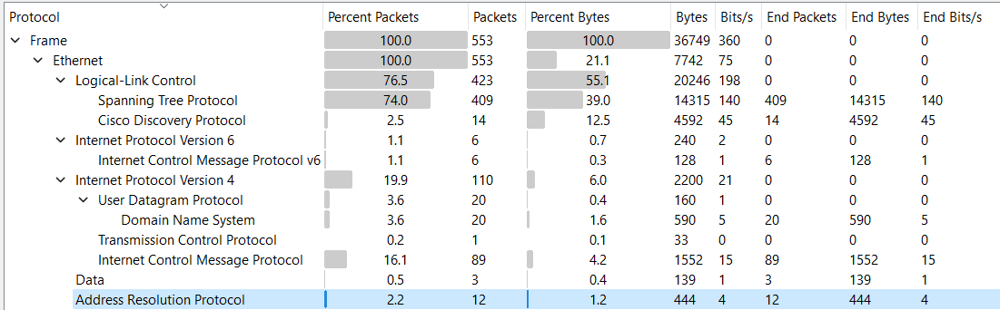 Protocol Percent Packets Packets Percent Bytes Bytes Bits/s End Packets End Bytes End Bits/s
Frame 100.0 553 100.0 36749 360 0 0 0
Ethernet 100.0 553 21.1 7742 75 0 0 0
Logical-Link Control 76.5 423 55.1 20246 198 0 0 0
Spanning Tree Protocol 74.0 409 39.0 14315 140 409 14315 140
Cisco Discovery Protocol 2.5 14 12.5 4592 45 14 4592 45
Internet Protocol Version 6 1.1 6 0.7 240 2 0 0 0
Internet Control Message Protocol v6 1.1 6 0.3 128 1 6 128 1
Internet Protocol Version 4 19.9 110 6.0 2200 21 0 0 0
User Datagram Protocol 3.6 20 0.4 160 1 0 0 0
Domain Name System 3.6 20 1.6 590 5 20 590 5
Transmission Control Protocol 0.2 1 0.1 33 0 0 0 0
Internet Control Message Protocol 16.1 89 4.2 1552 15 89 1552 15
Data 0.5 3 0.4 139 1 3 139 1
Address Resolution Protocol 2.2 12 1.2 444 4 12 444 4